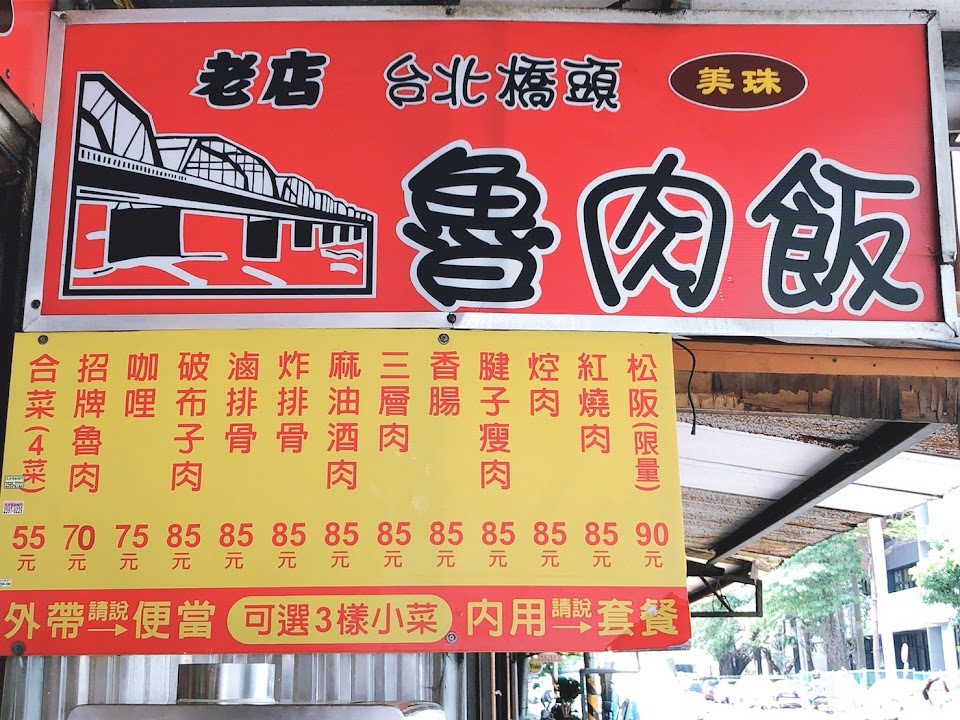 老店 台北橋頭 美珠
魯肉飯
松阪(限量) 90元
紅燒肉 85元
焢肉 85元
腱子瘦肉 85元
香腸 85元
三層肉 85元
麻油酒肉 85元
炸排骨 85元
滷排骨 85元
破布子肉 85元
咖哩 75元
招牌魯肉 70元
合菜(4菜) 55元
外帶請說→便當 可選3樣小菜 內用請說→套餐